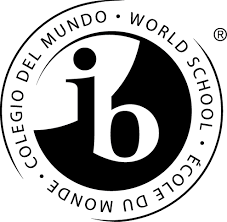 COLEGIO DEL MUNDO · WORLD SCHOOL · ÉCOLE DU MONDE ·
®
ib